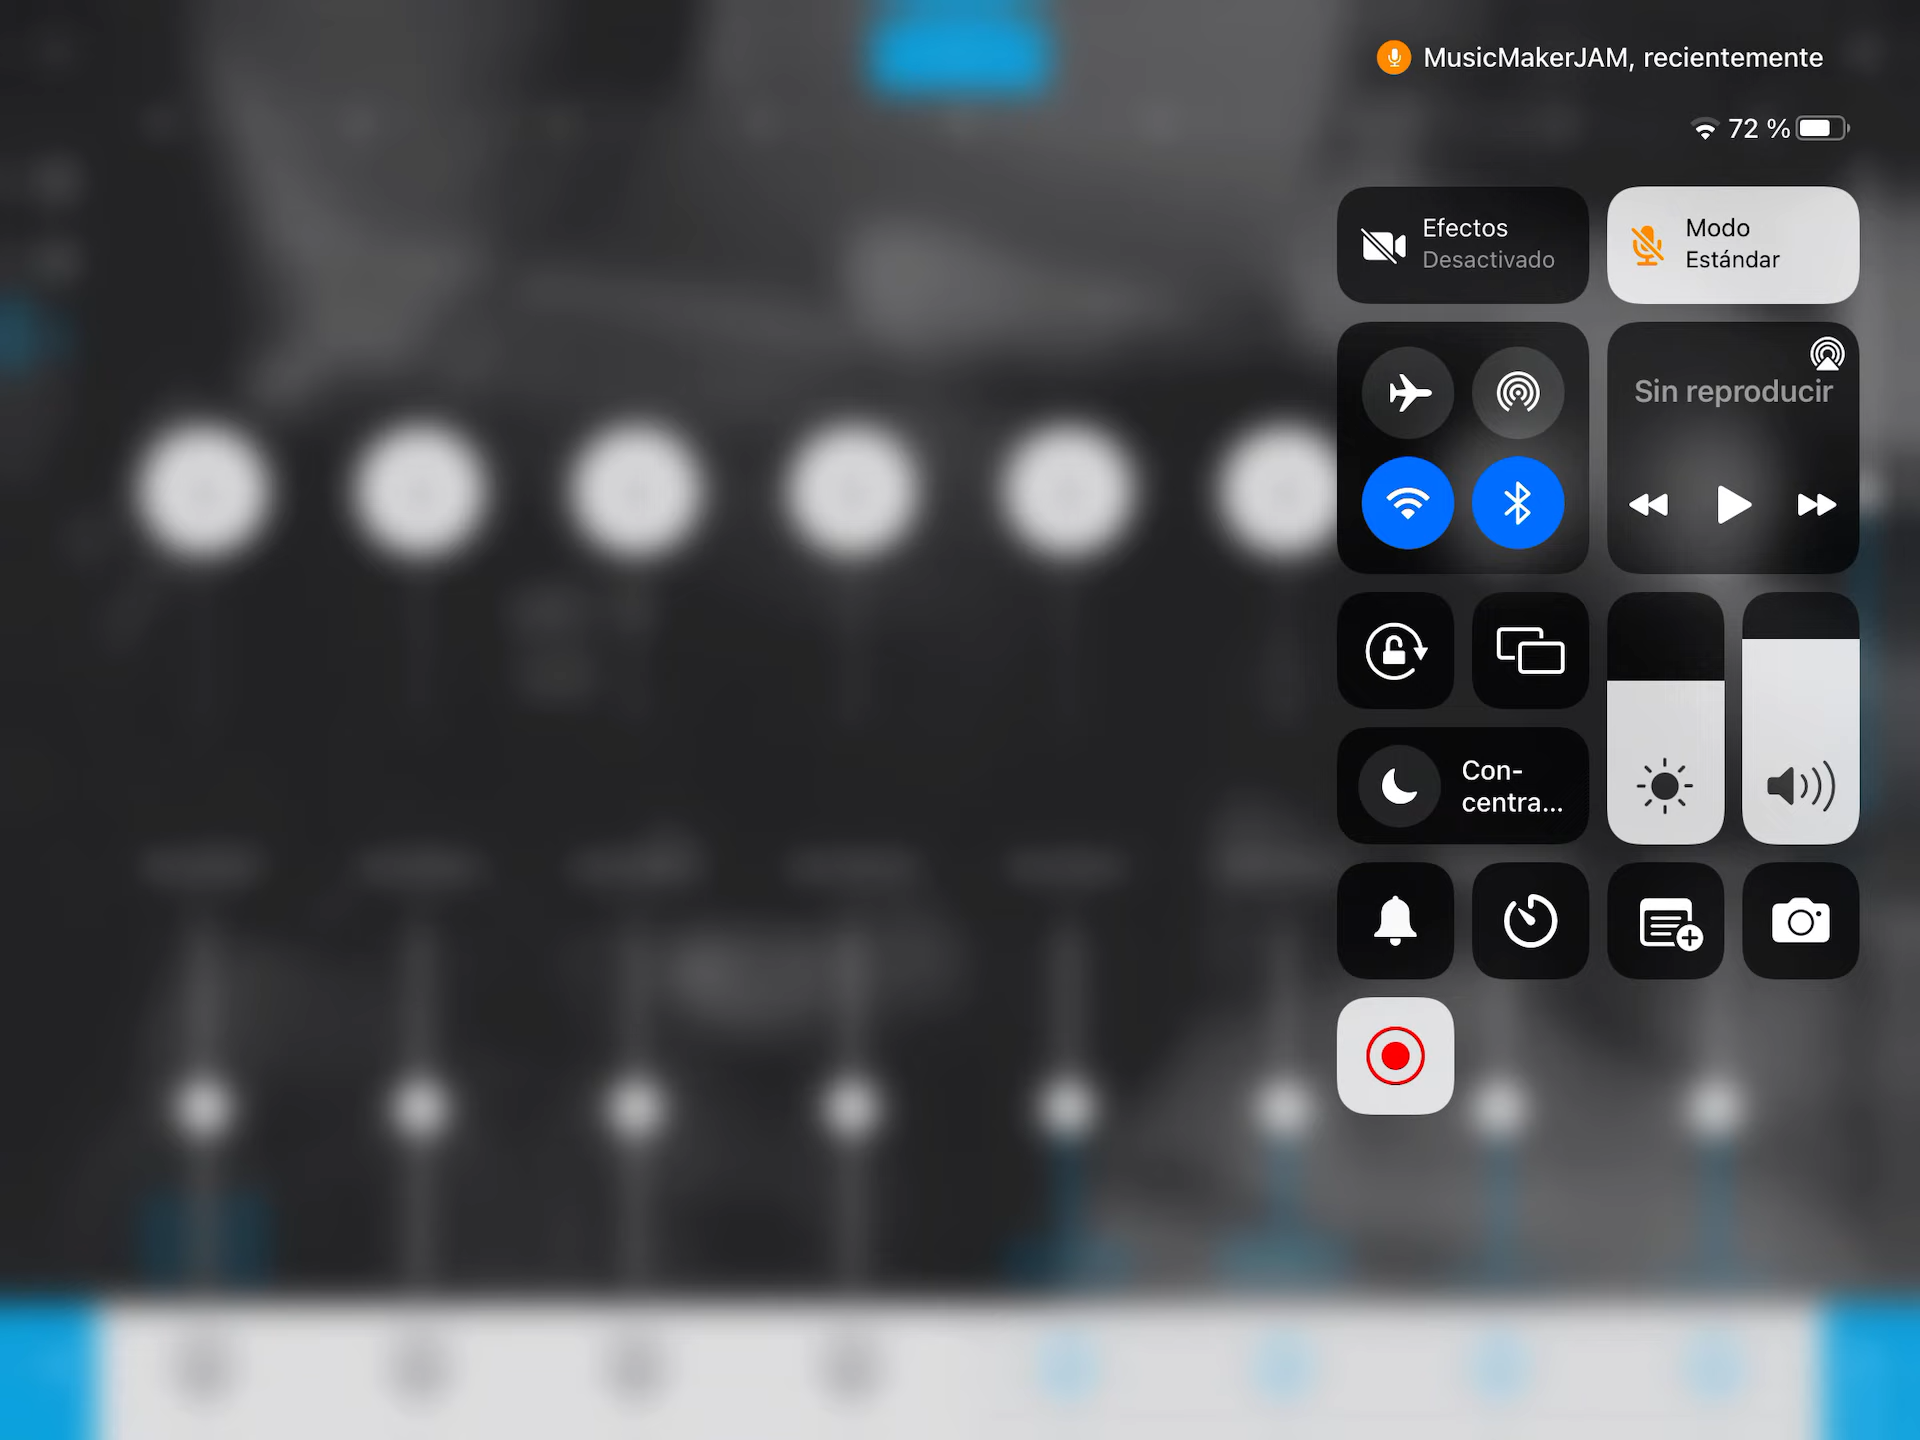 MusicMakerJAM, recientemente
72 %
Efectos
Desactivado
Modo
Estándar
Sin reproducir
Con-
centra...